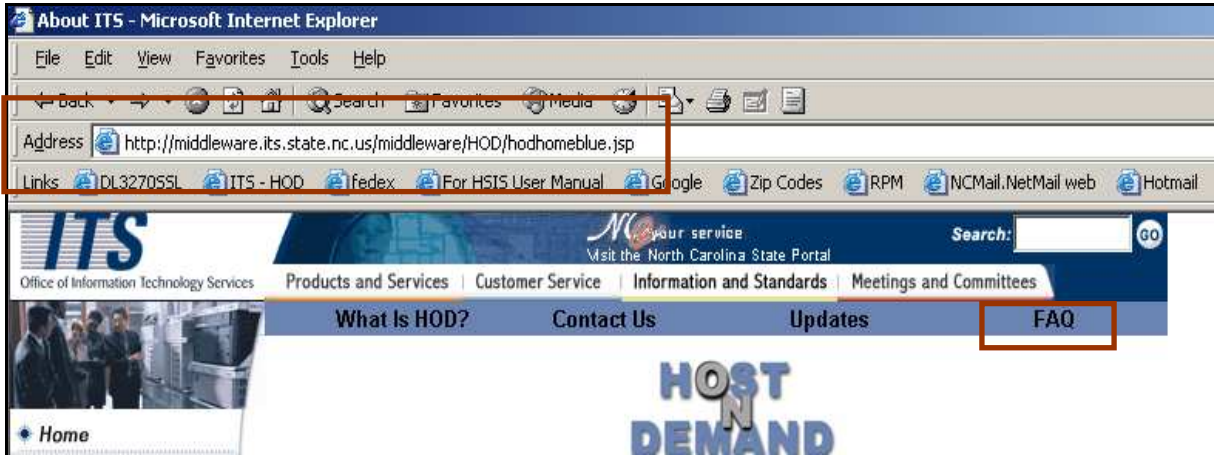 About ITS - Microsoft Internet Explorer
File Edit View Favorites Tools Help
Back Search Favorites Media
Address http://middleware.its.state.nc.us/middleware/HOD/hodhomeblue.jsp
Links DL3270SSL ITS - HOD fedex For HSIS User Manual Google Zip Codes RPM NCMail.NetMail web Hotmail
ITS
Office of Information Technology Services
NC@your service
Visit the North Carolina State Portal
Search: GO
Products and Services | Customer Service | Information and Standards | Meetings and Committees
What Is HOD? Contact Us Updates FAQ
HOST
ON
DEMAND
Home